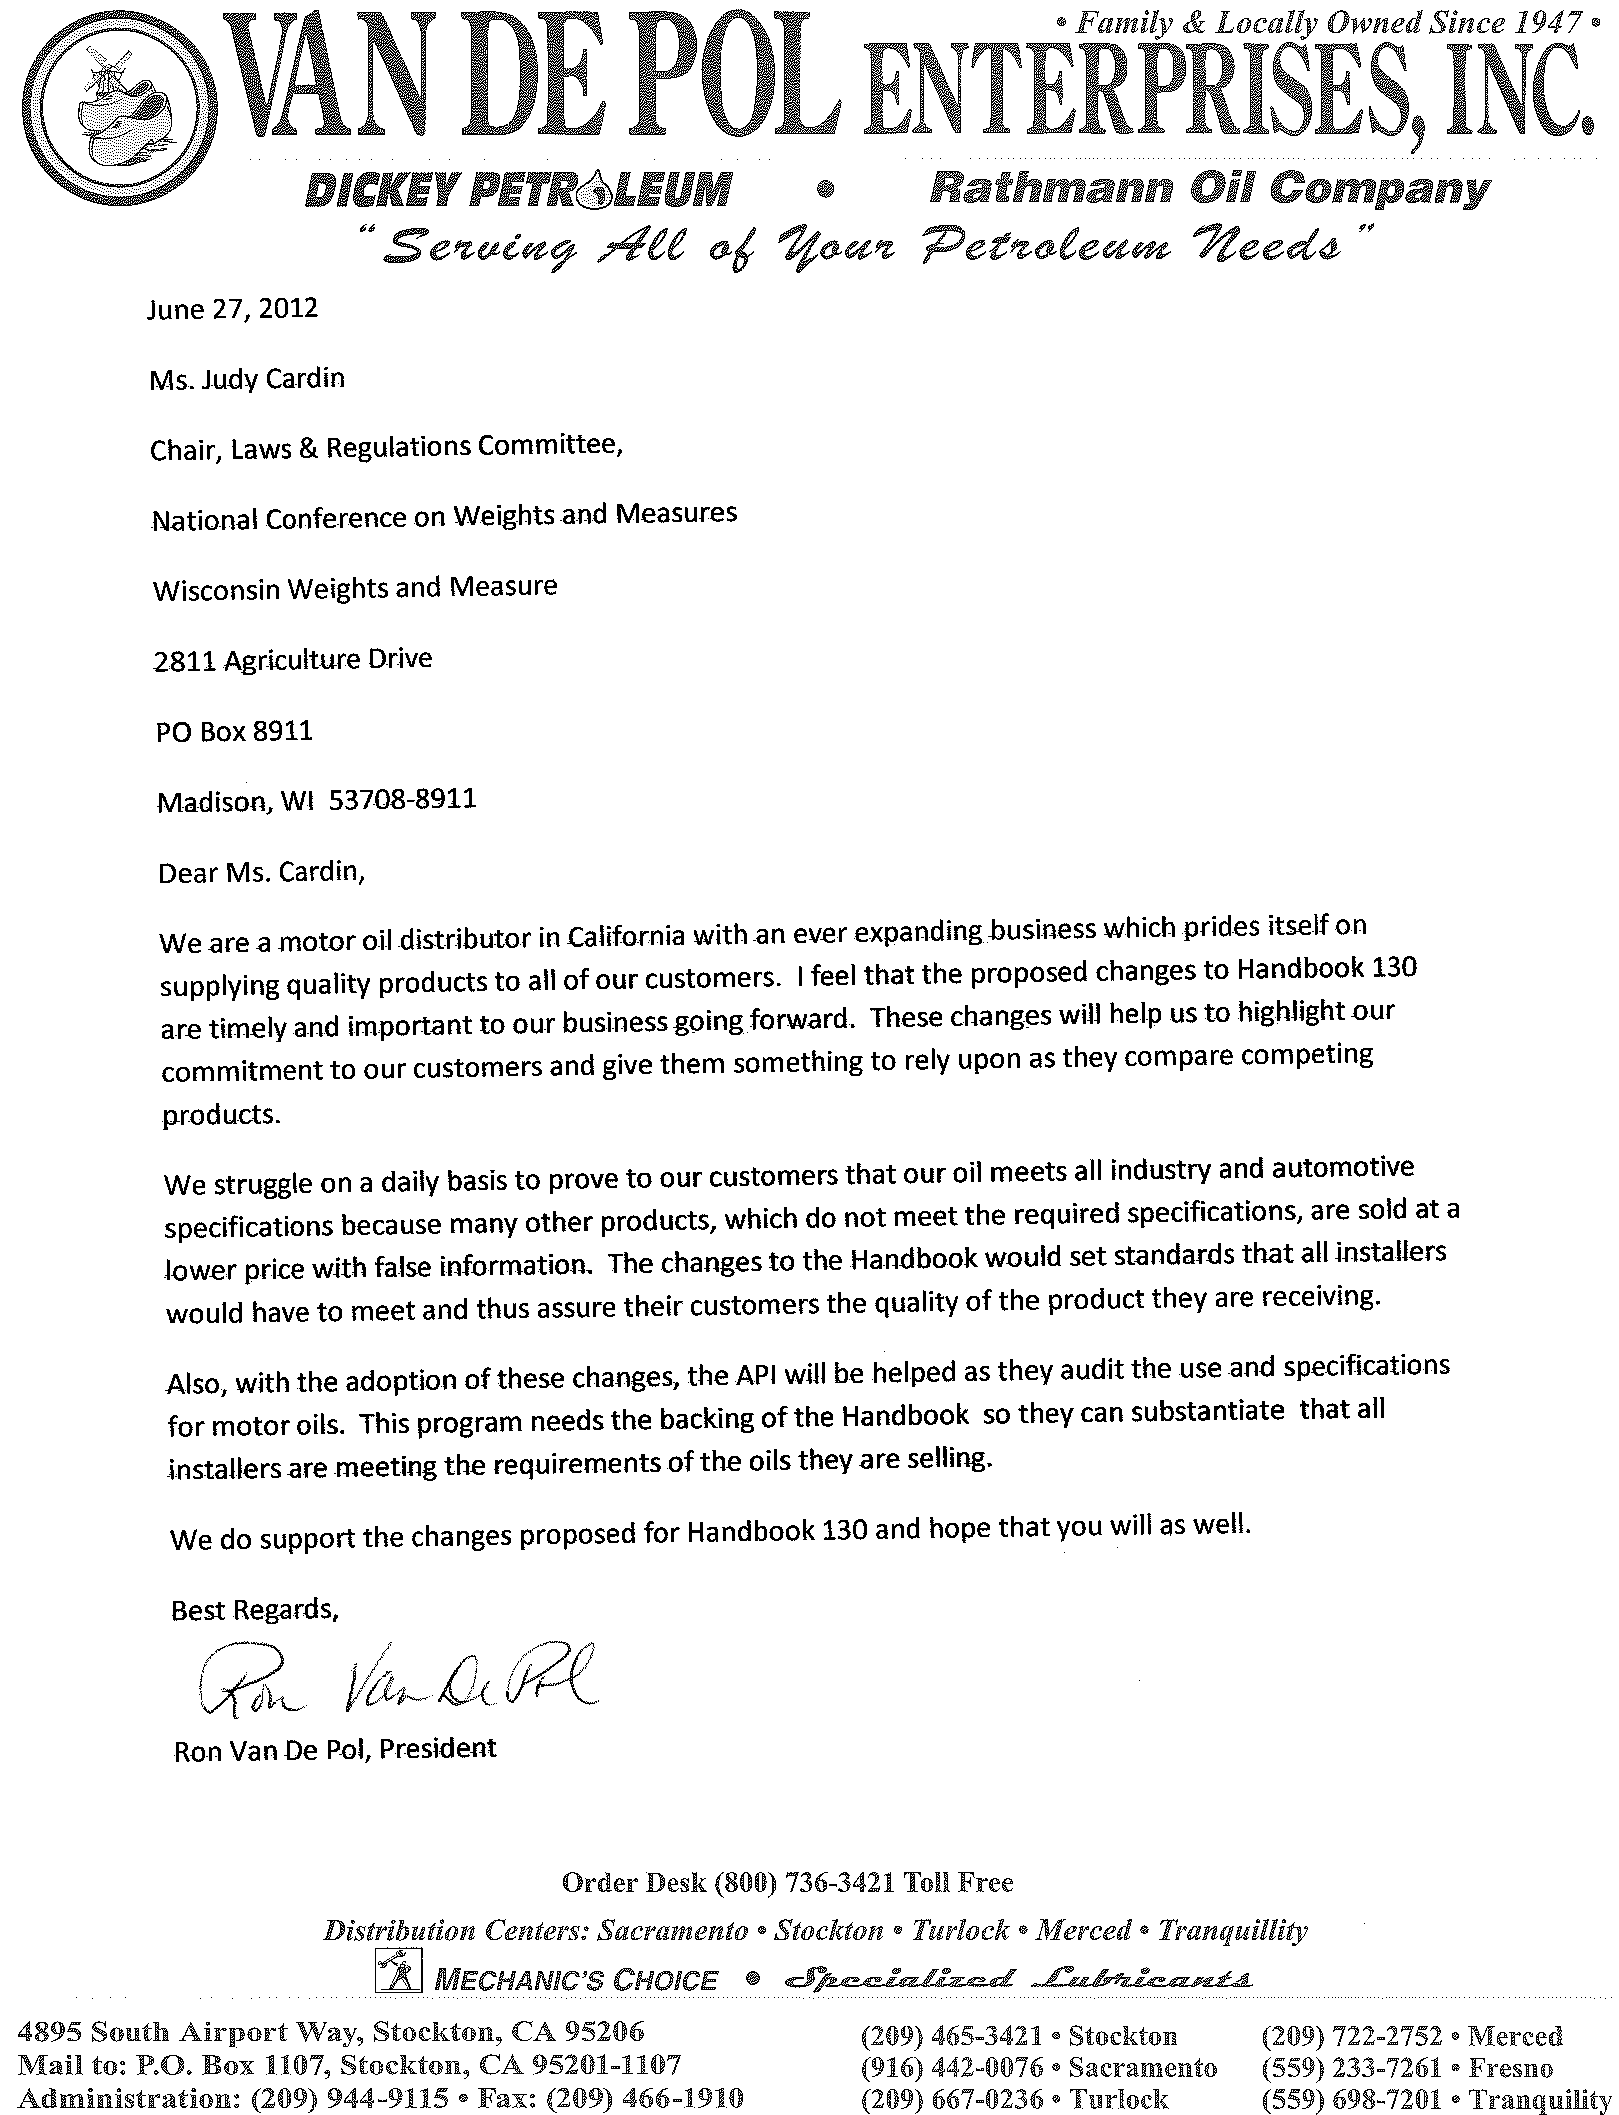 • Family & Locally Owned Since 1947 •
VAN DE POL ENTERPRISES, INC.
DICKEY PETROLEUM • Rathmann Oil Company
"Serving All of Your Petroleum Needs"
June 27, 2012
Ms. Judy Cardin
Chair, Laws & Regulations Committee,
National Conference on Weights and Measures
Wisconsin Weights and Measure
2811 Agriculture Drive
PO Box 8911
Madison, WI  53708-8911
Dear Ms. Cardin,
We are a motor oil distributor in California with an ever expanding business which prides itself on
supplying quality products to all of our customers.  I feel that the proposed changes to Handbook 130
are timely and important to our business going forward.  These changes will help us to highlight our
commitment to our customers and give them something to rely upon as they compare competing
products.
We struggle on a daily basis to prove to our customers that our oil meets all industry and automotive
specifications because many other products, which do not meet the required specifications, are sold at a
lower price with false information.  The changes to the Handbook would set standards that all installers
would have to meet and thus assure their customers the quality of the product they are receiving.
Also, with the adoption of these changes, the API will be helped as they audit the use and specifications
for motor oils.  This program needs the backing of the Handbook  so they can substantiate  that all
installers are meeting the requirements of the oils they are selling.
We do support the changes proposed for Handbook 130 and hope that you will as well.
Best Regards,
Ron Van De Pol
Ron Van De Pol, President
Order Desk (800) 736-3421 Toll Free
Distribution Centers: Sacramento • Stockton • Turlock • Merced • Tranquillity
MECHANIC'S CHOICE • Specialized Lubricants
4895 South Airport Way, Stockton, CA 95206
Mail to: P.O. Box 1107, Stockton, CA 95201-1107
Administration: (209) 944-9115 • Fax: (209) 466-1910
(209) 465-3421 • Stockton
(916) 442-0076 • Sacramento
(209) 667-0236 • Turlock
(209) 722-2752 • Merced
(559) 233-7261 • Fresno
(559) 698-7201 • Tranquility